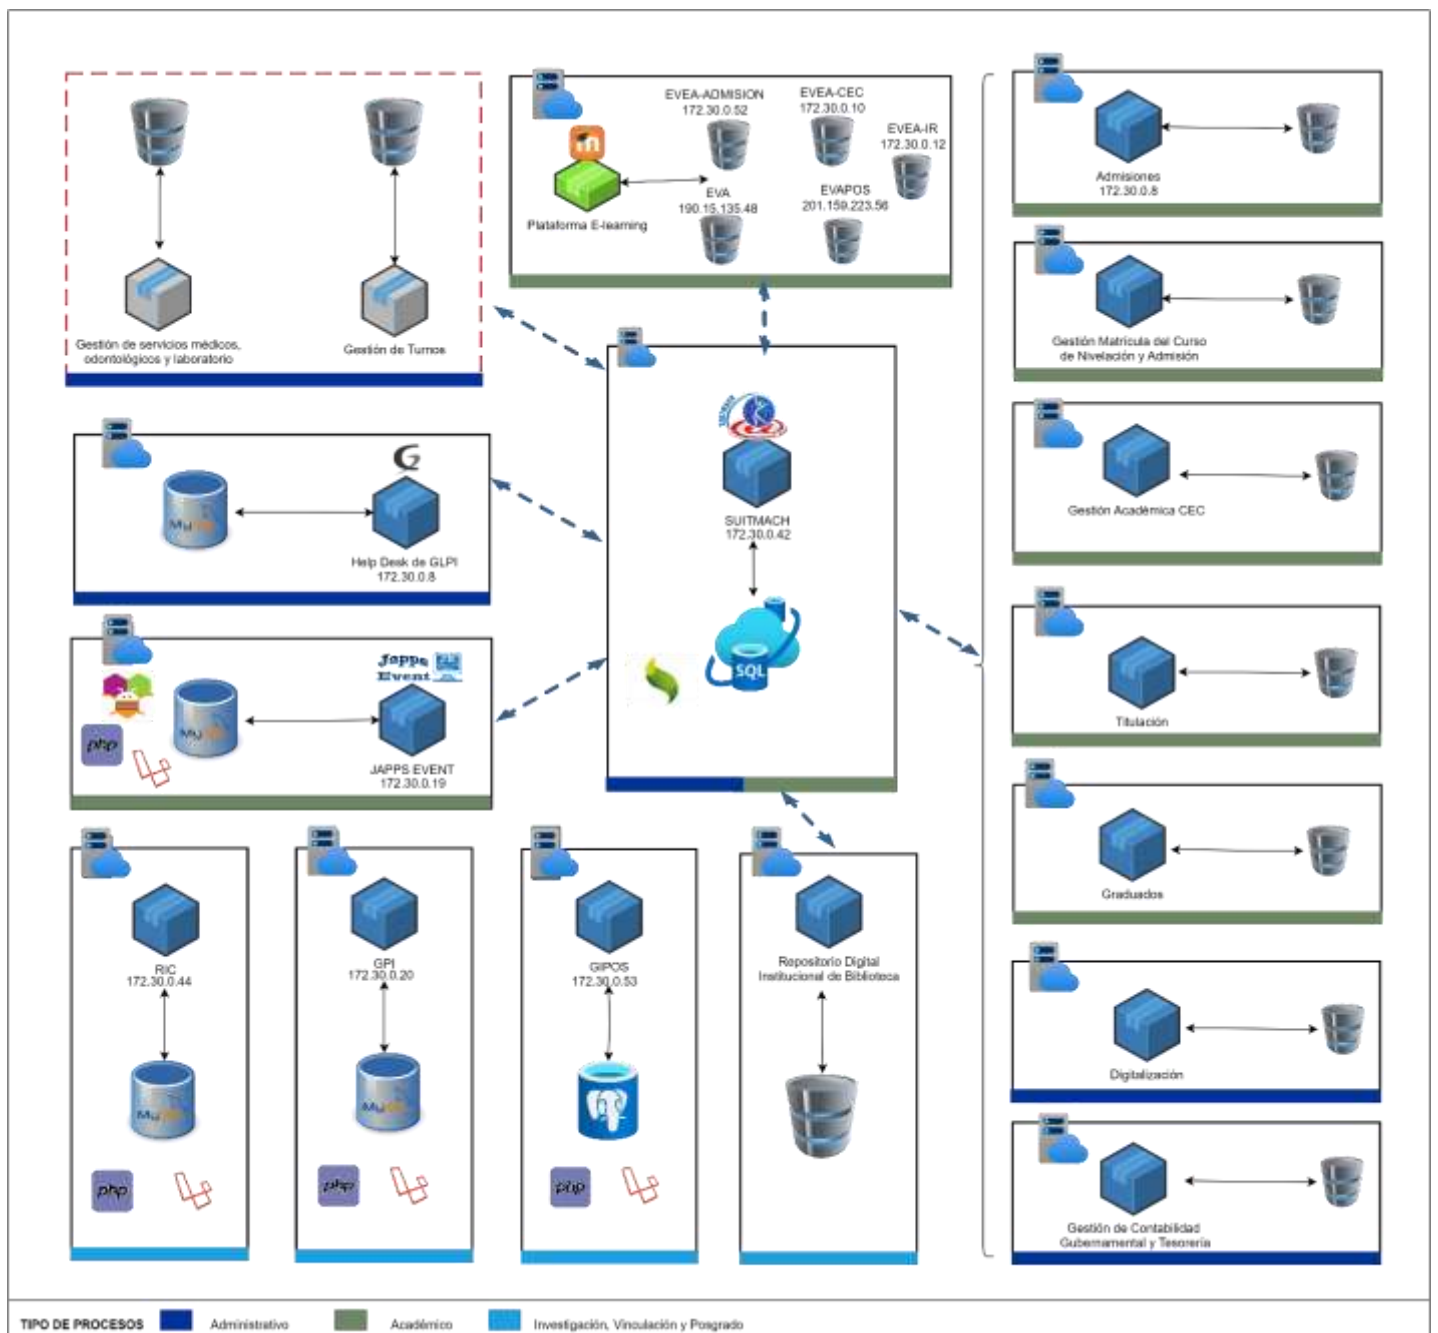 EVEA-ADMISION
172.30.0.52
EVEA-CEC
172.30.0.10
EVEA-IR
172.30.0.12
EVA
190.15.135.48
EVAPOS
201.159.223.56
Plataforma E-learning
Gestión de servicios médicos,
odontológicos y laboratorio
Gestión de Turnos
Help Desk de GLPI
172.30.0.8
Japps
Event
php
JAPPS EVENT
172.30.0.19
SUITMACH
172.30.0.42
SQL
Admisiones
172.30.0.8
Gestión Matrícula del Curso
de Nivelación y Admisión
Gestión Académica CEC
Titulación
Graduados
Digitalización
Gestión de Contabilidad
Gubernamental y Tesorería
RIC
172.30.0.44
php
GPI
172.30.0.20
php
GIPOS
172.30.0.53
php
Repositorio Digital
Institucional de Biblioteca
TIPO DE PROCESOS
Administrativo
Académico
Investigación, Vinculación y Posgrado